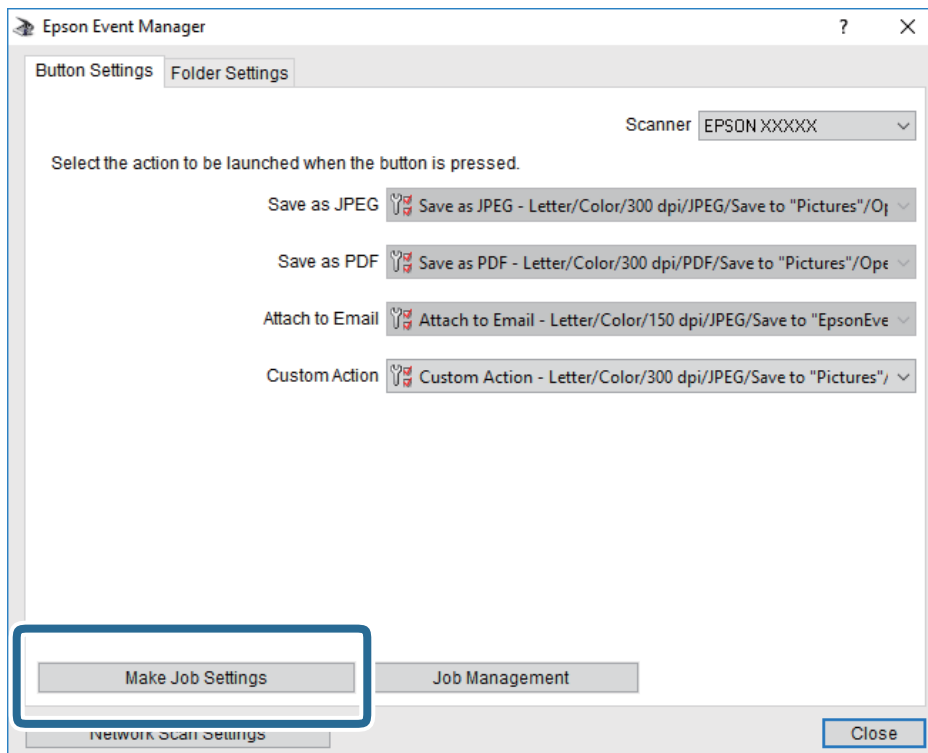 Epson Event Manager
Button Settings Folder Settings
Scanner EPSON XXXXX
Select the action to be launched when the button is pressed.
Save as JPEG Save as JPEG - Letter/Color/300 dpi/JPEG/Save to "Pictures"/Op
Save as PDF Save as PDF - Letter/Color/300 dpi/PDF/Save to "Pictures"/Ope
Attach to Email Attach to Email - Letter/Color/150 dpi/JPEG/Save to "EpsonEve
Custom Action Custom Action - Letter/Color/300 dpi/JPEG/Save to "Pictures"/
Make Job Settings Job Management
Network Scan Settings Close